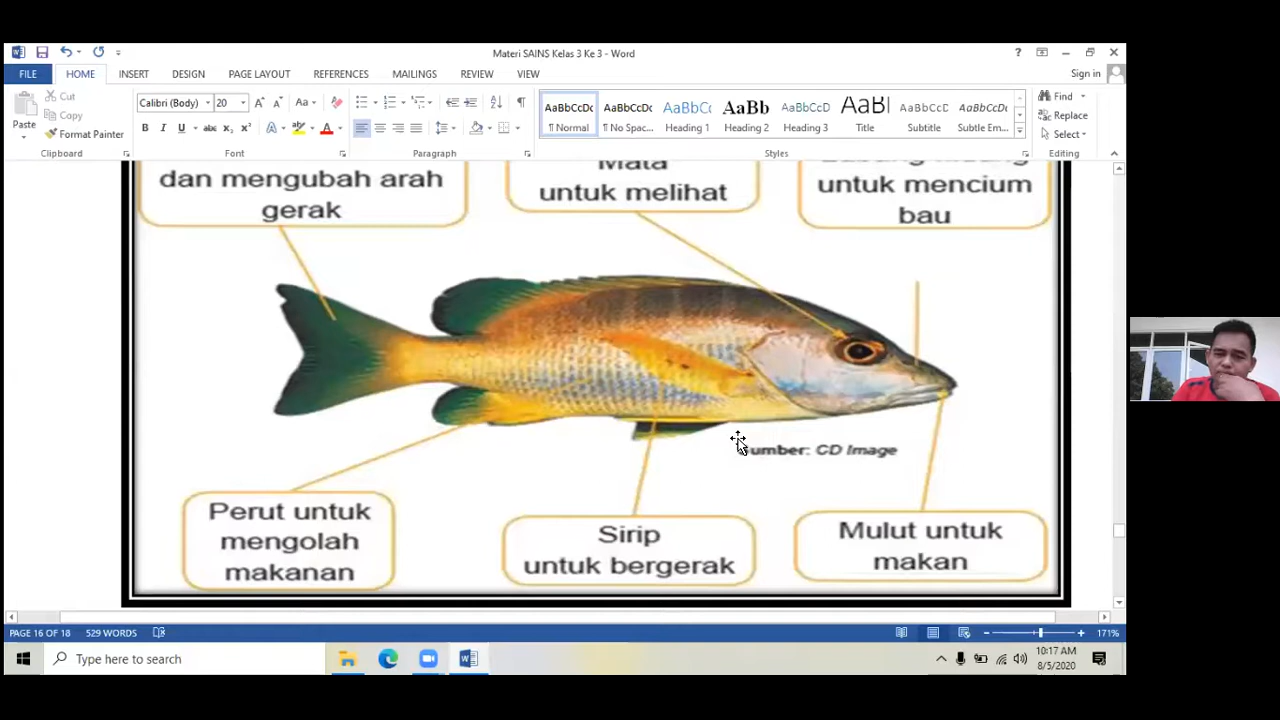 Materi SAINS Kelas 3 Ke 3 - Word
FILE HOME INSERT DESIGN PAGE LAYOUT REFERENCES MAILINGS REVIEW VIEW Sign in
Paste Cut Copy Format Painter
Calibri (Body) 20
AaBbCcDc AaBbCcDc AaBbCc AaBb AaBbCcD AaBl AaBbCcD AaBbCcDc
¶ Normal ¶ No Spac... Heading 1 Heading 2 Heading 3 Title Subtitle Subtle Em...
Find Replace Select
Clipboard Font Paragraph Styles Editing
dan mengubah arah
gerak
Mata
untuk melihat
untuk mencium
bau
umber: CD Image
Perut untuk
mengolah
makanan
Sirip
untuk bergerak
Mulut untuk
makan
PAGE 16 OF 18 529 WORDS 171%
Type here to search
10:17 AM
8/5/2020